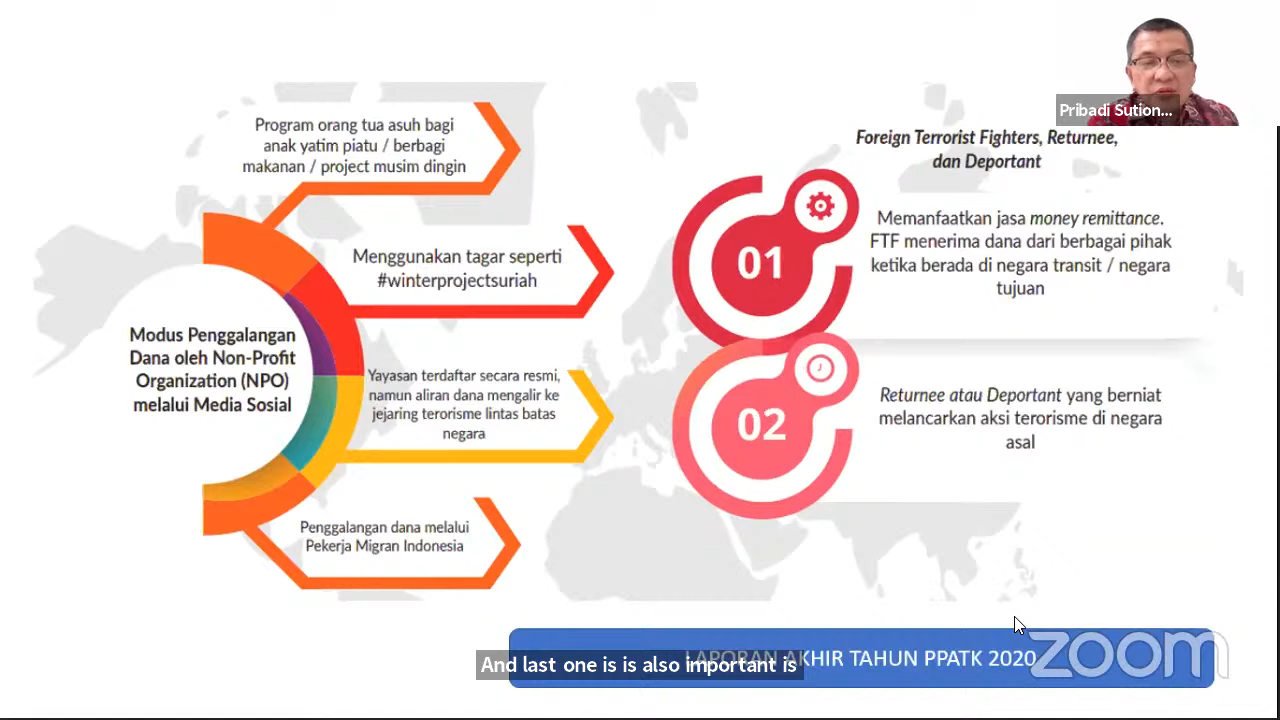 Pribadi Sution...
Program orang tua asuh bagi
anak yatim piatu / berbagi
makanan / project musim dingin
Menggunakan tagar seperti
#winterprojectsuriah
Modus Penggalangan
Dana oleh Non-Profit
Organization (NPO)
melalui Media Sosial
Yayasan terdaftar secara resmi,
namun aliran dana mengalir ke
jejaring terorisme lintas batas
negara
Penggalangan dana melalui
Pekerja Migran Indonesia
Foreign Terrorist Fighters, Returnee,
dan Deportant
01
Memanfaatkan jasa money remittance.
FTF menerima dana dari berbagai pihak
ketika berada di negara transit / negara
tujuan
02
Returnee atau Deportant yang berniat
melancarkan aksi terorisme di negara
asal
LAPORAN AKHIR TAHUN PPATK 2020
And last one is is also important is
zoom